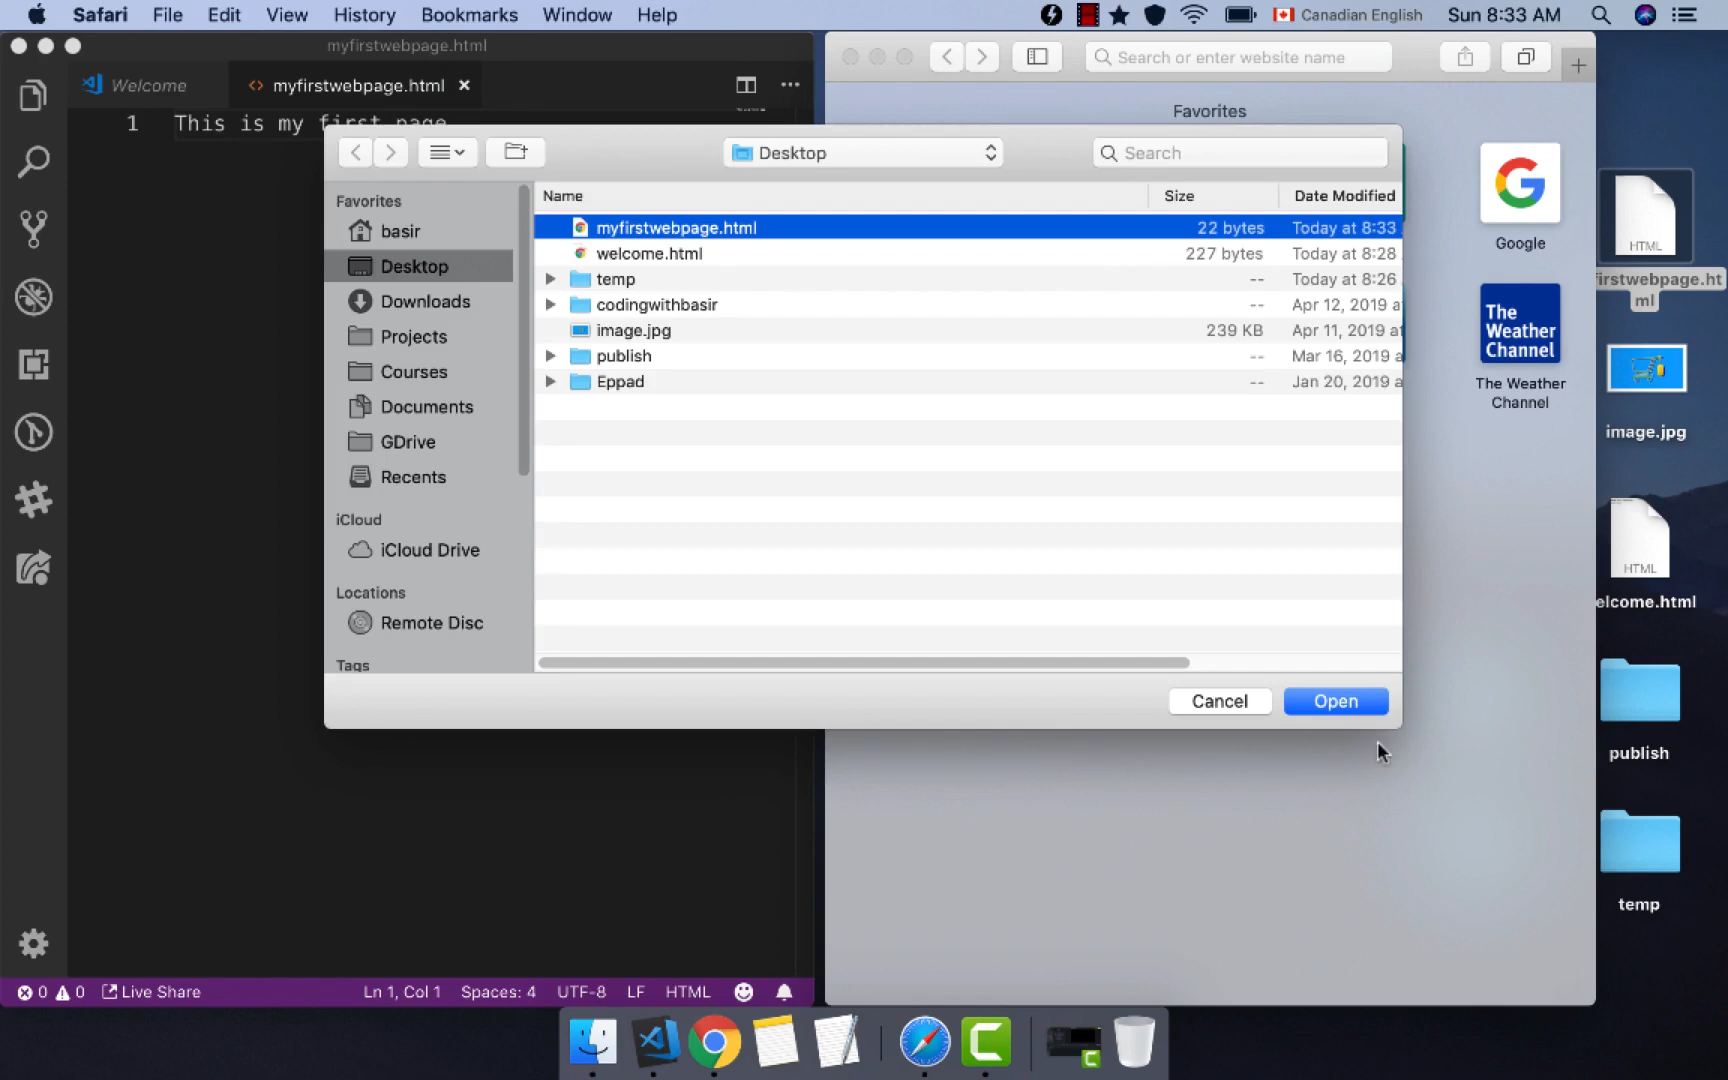 Safari File Edit View History Bookmarks Window Help Canadian English Sun 8:33 AM
myfirstwebpage.html
Search or enter website name
Welcome myfirstwebpage.html
1 This is my first page
Favorites
Google
The Weather Channel
The Weather
Channel
Desktop
Search
Favorites
basir
Desktop
Downloads
Projects
Courses
Documents
GDrive
Recents
iCloud
iCloud Drive
Locations
Remote Disc
Tags
Name Size Date Modified
myfirstwebpage.html 22 bytes Today at 8:33
welcome.html 227 bytes Today at 8:28
temp -- Today at 8:26
codingwithbasir -- Apr 12, 2019 a
image.jpg 239 KB Apr 11, 2019 a
publish -- Mar 16, 2019 a
Eppad -- Jan 20, 2019 a
Cancel Open
HTML
firstwebpage.ht
ml
image.jpg
HTML
elcome.html
publish
temp
0 0 Live Share Ln 1, Col 1 Spaces: 4 UTF-8 LF HTML